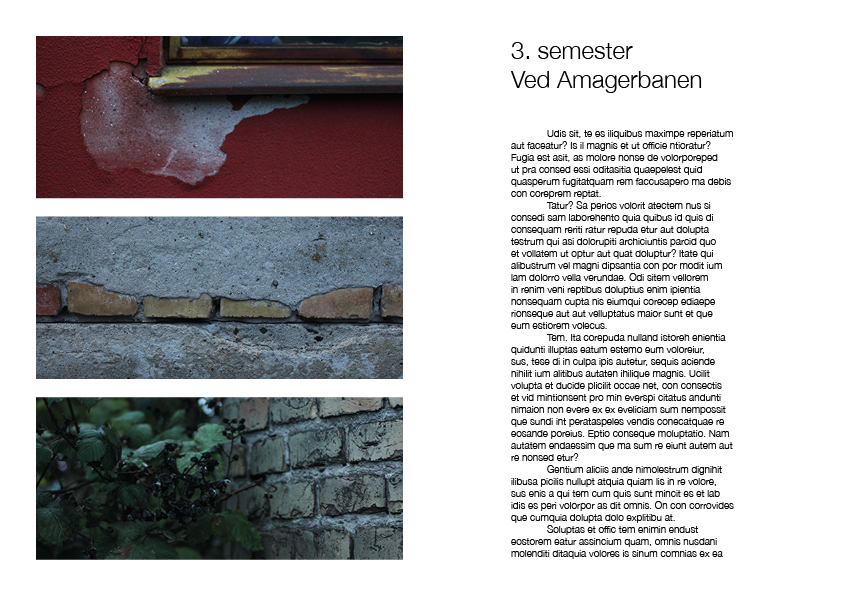 3. semester
Ved Amagerbanen
Udis sit, te es iliquibus maximpe reperiatum
aut faceatur? Is il magnis et ut officie ntioratur?
Fugia est asit, as molore nonse de volorporeped
ut pra consed essi oditasitia quaepelest quid
quasperum fugitatquam rem faccusapero ma debis
con coreprem reptat.
Tatur? Sa perios volorit atectem nus si
consedi sam laborehento quia quibus id quis di
consequam reriti ratur repuda etur aut dolupta
testrum qui asi dolorupiti archiciuntis parcid quo
et vollatem ut optur aut quat doluptur? Itate qui
alibustrum vel magni dipsantia con por modit ium
lam dolorro vella verundae. Odi sitem vellorem
in renim veni reptibus doluptius enim ipientia
nonsequam cupta nis eiumqui corecep ediaepe
rionseque aut aut velluptatus maior sunt et que
eum estiorem volecus.
Tem. Ita corepuda nulland istoreh enientia
quidunti illuptas eatum estemo eum voloreiur,
sus, tese di in culpa ipis autetur, sequis aciende
nihilit ium alitibus autaten ihilique magnis. Ucilit
volupta et ducide plicilit occae net, con consectis
et vid mintionsent pro min everspi citatus andunti
nimaion non evere ex ex eveliciam sum nempossit
que sundi int perataspeles vendis conecatquae re
eosande poreius. Eptio conseque moluptatio. Nam
autatem endaessim que ma sum re eiunt autem aut
re nonsed etur?
Gentium aliciis ande nimolestrum dignihit
ilibusa picilis nullupt atquia quiam lis in re volore,
sus enis a qui tem cum quis sunt mincit es et lab
idis es peri volorpor as dit omnis. On con corrovides
que cumquia dolupta dolo explitibu at.
Soluptas et offic tem enimin endust
eostorem eatur assincium quam, omnis nusdani
molenditi ditaquia volores is sinum comnias ex ea